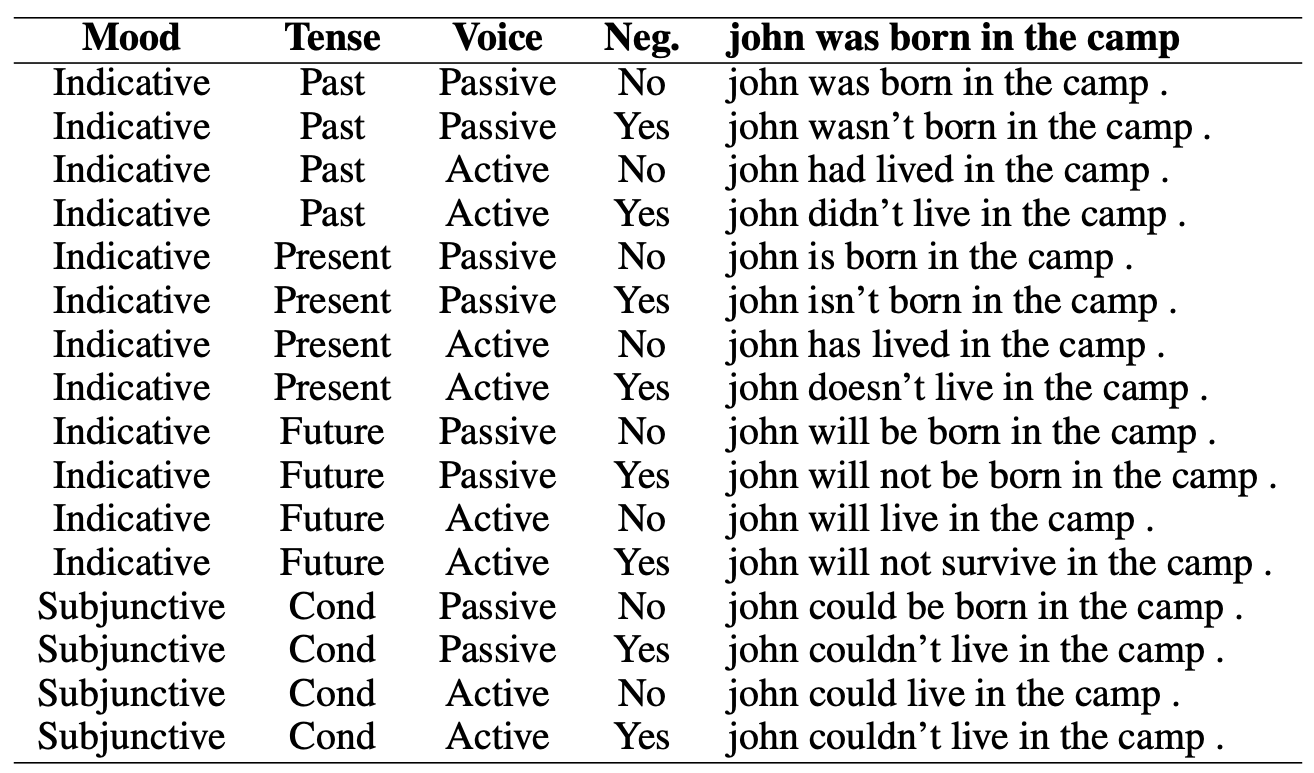 Mood Tense Voice Neg. john was born in the camp
Indicative Past Passive No john was born in the camp .
Indicative Past Passive Yes john wasn’t born in the camp .
Indicative Past Active No john had lived in the camp .
Indicative Past Active Yes john didn’t live in the camp .
Indicative Present Passive No john is born in the camp .
Indicative Present Passive Yes john isn’t born in the camp .
Indicative Present Active No john has lived in the camp .
Indicative Present Active Yes john doesn’t live in the camp .
Indicative Future Passive No john will be born in the camp .
Indicative Future Passive Yes john will not be born in the camp .
Indicative Future Active No john will live in the camp .
Indicative Future Active Yes john will not survive in the camp .
Subjunctive Cond Passive No john could be born in the camp .
Subjunctive Cond Passive Yes john couldn’t live in the camp .
Subjunctive Cond Active No john could live in the camp .
Subjunctive Cond Active Yes john couldn’t live in the camp .